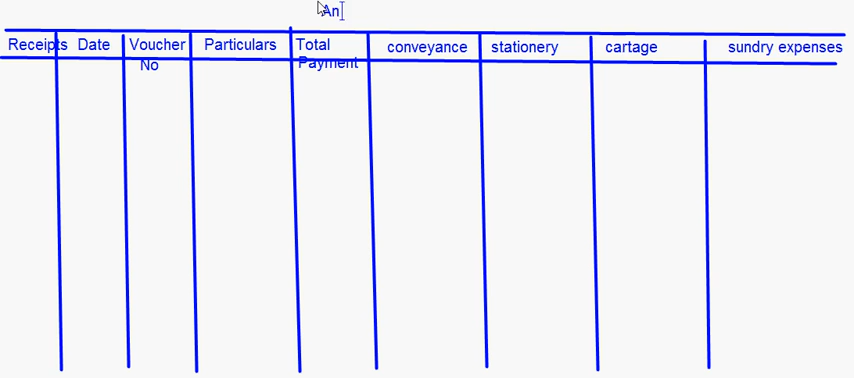 An
Receipts Date Voucher No Particulars Total Payment conveyance stationery cartage sundry expenses